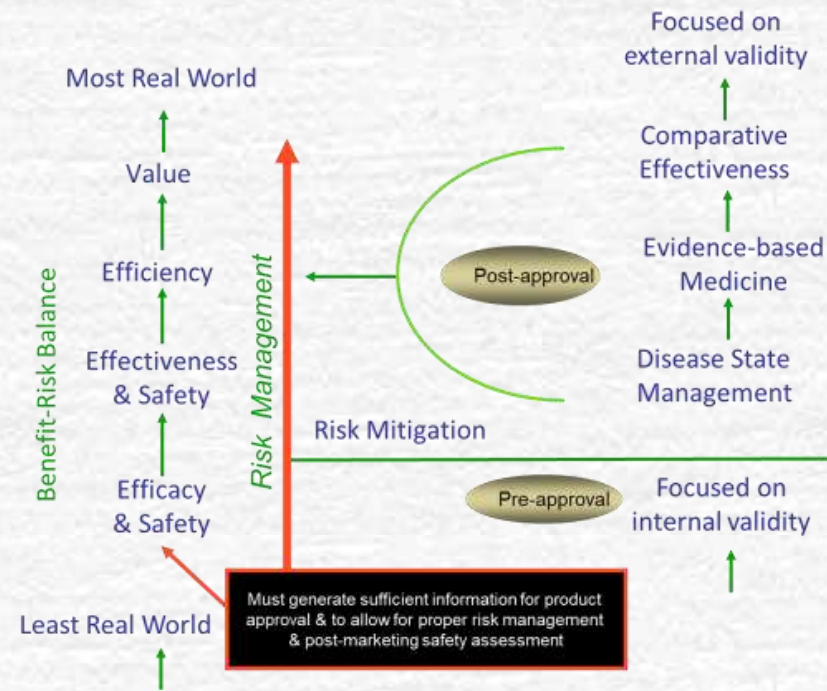 Focused on
external validity
Most Real World
Comparative
Effectiveness
Value
Evidence-based
Medicine
Efficiency
Post-approval
Benefit-Risk Balance
Risk Management
Effectiveness
& Safety
Disease State
Management
Risk Mitigation
Efficacy
& Safety
Pre-approval
Focused on
internal validity
Must generate sufficient information for product
approval & to allow for proper risk management
& post-marketing safety assessment
Least Real World